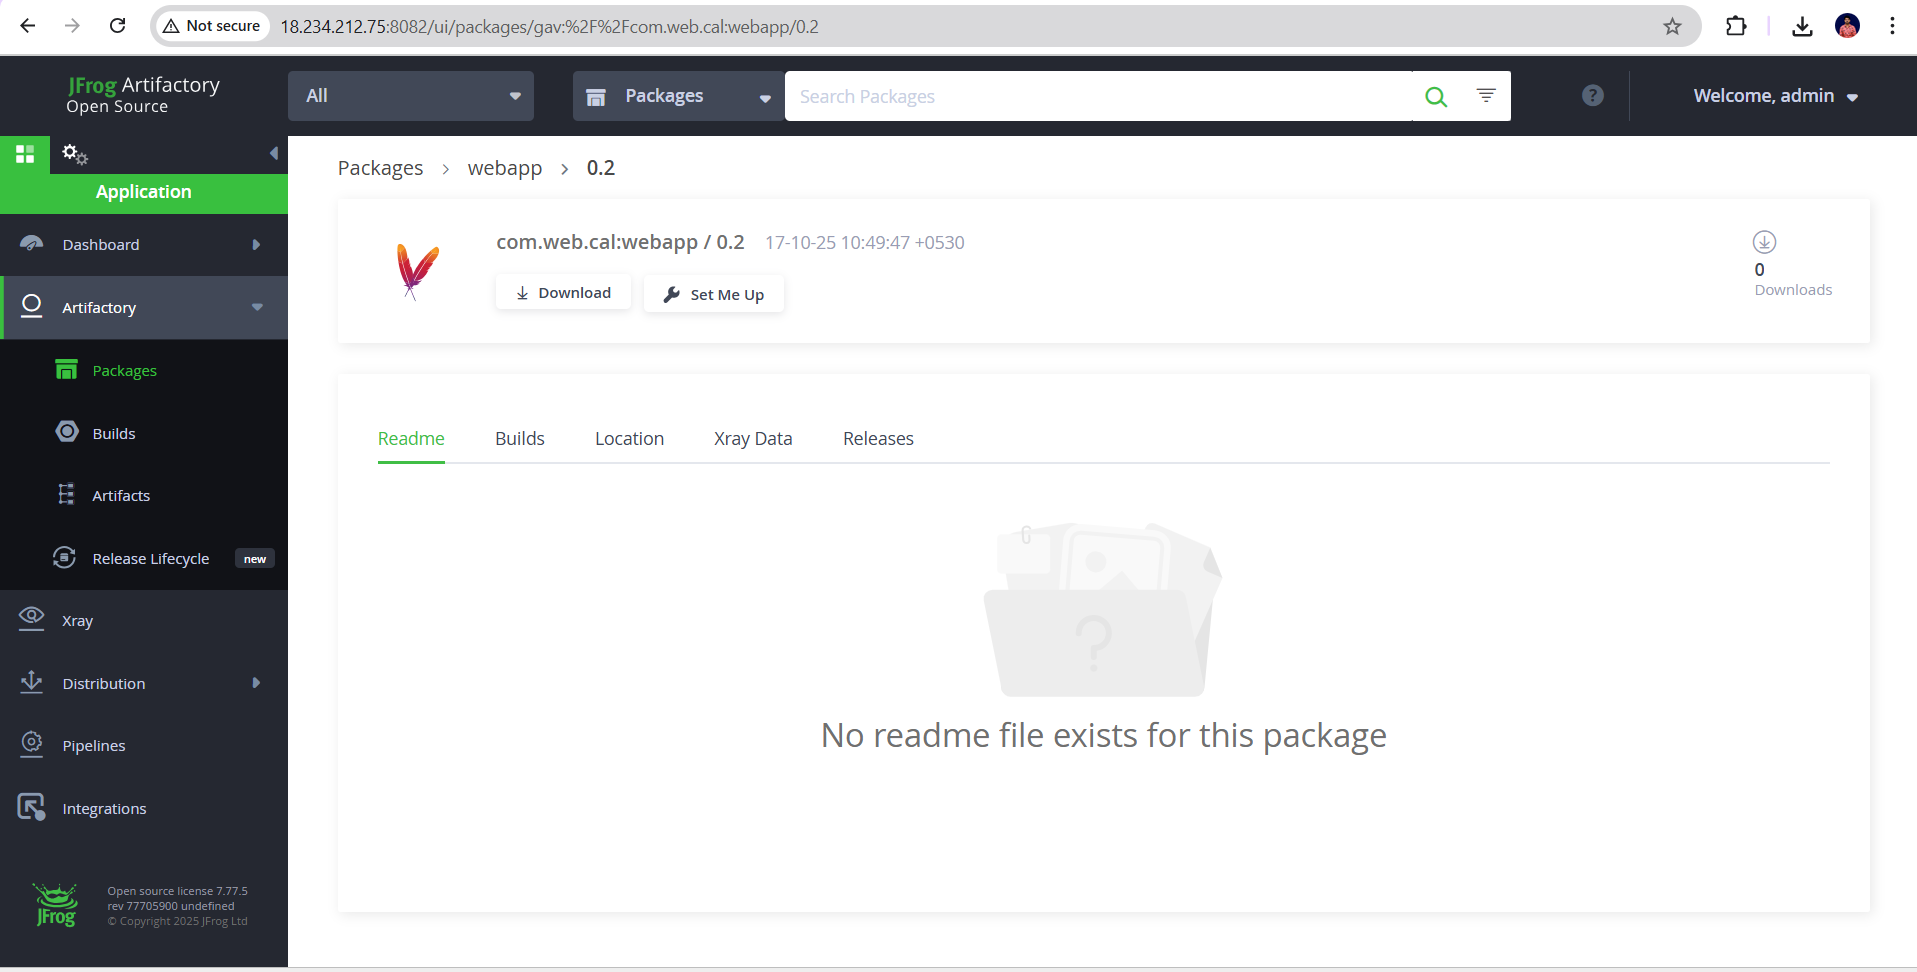 Not secure 18.234.212.75:8082/ui/packages/gav:%2F%2Fcom.web.cal:webapp/0.2
JFrog Artifactory
Open Source
All
Packages
Search Packages
?
Welcome, admin
Application
Dashboard
Artifactory
Packages
Builds
Artifacts
Release Lifecycle new
Xray
Distribution
Pipelines
Integrations
JFrog
Open source license 7.77.5
rev 77705900 undefined
© Copyright 2025 JFrog Ltd
Packages > webapp > 0.2
com.web.cal:webapp / 0.2 17-10-25 10:49:47 +0530
Download
Set Me Up
0
Downloads
Readme Builds Location Xray Data Releases
?
No readme file exists for this package